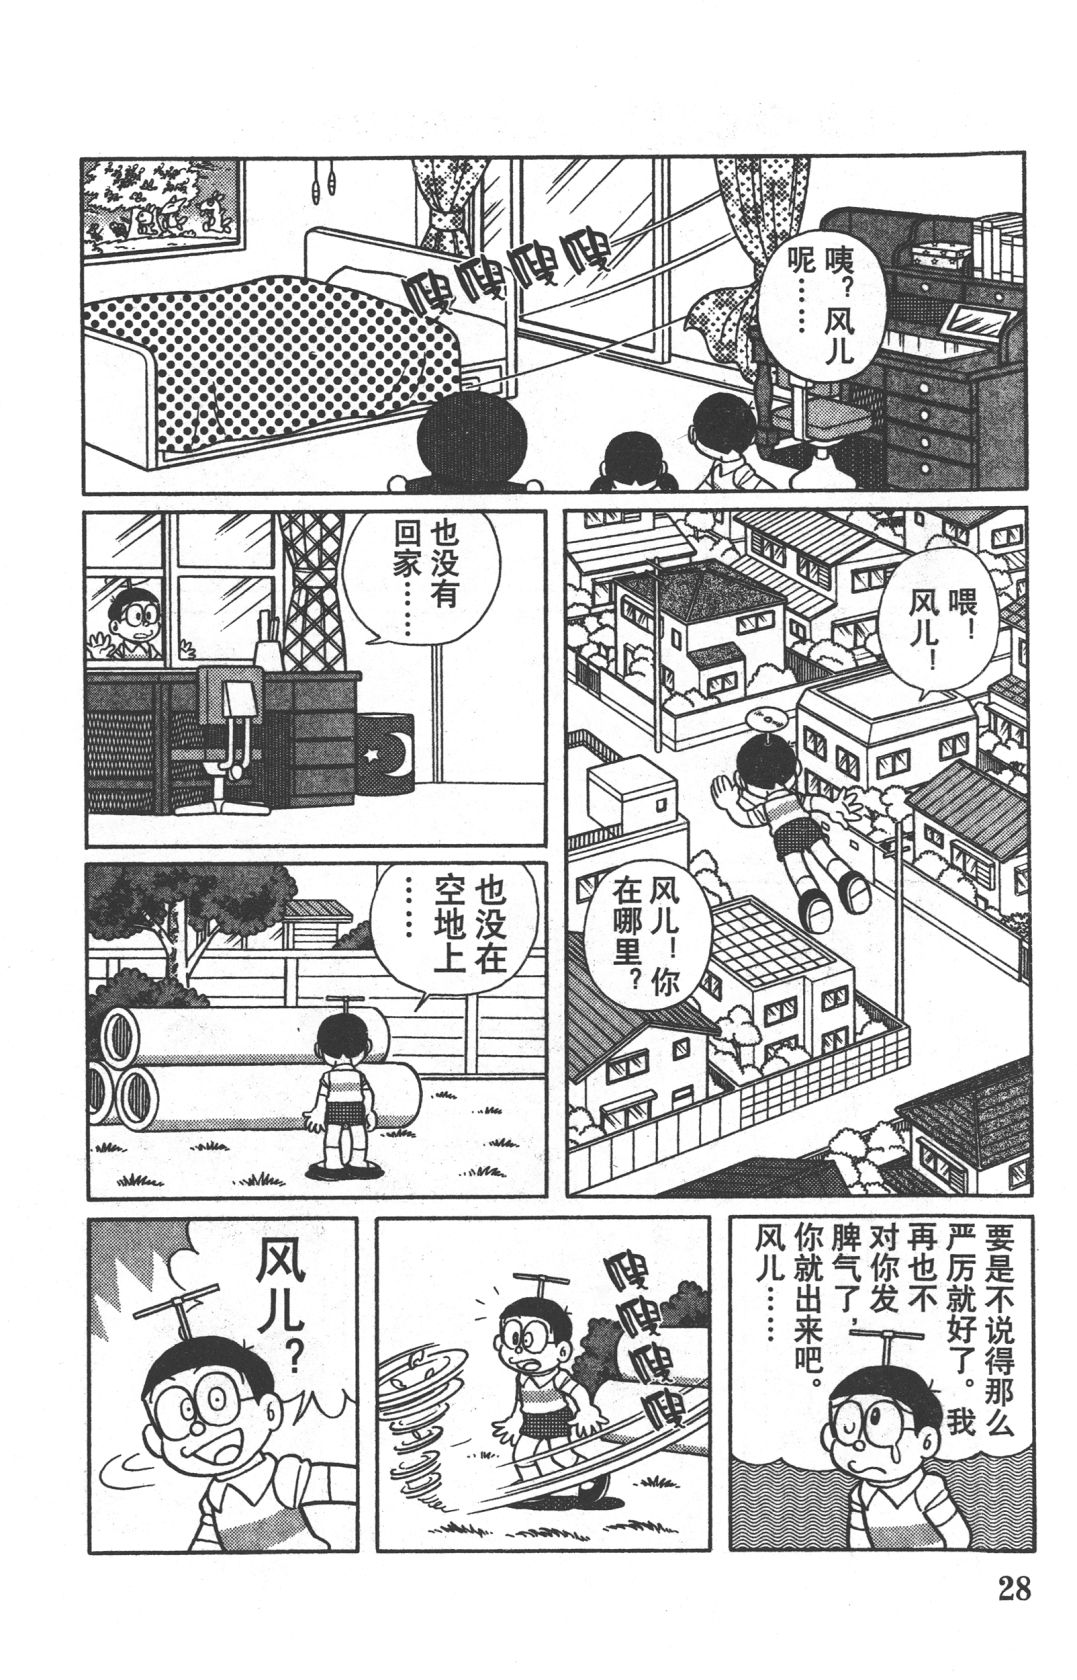 咦？风儿
呢……
嗖嗖嗖嗖
喂！
风儿！
风儿！你
在哪里？
也没有
回家……
也没在
空地上
……
要是不说得那么
严厉就好了。我
再也不
对你发
脾气了，
你就出来吧。
风儿……
嗖嗖嗖嗖
风儿？
28